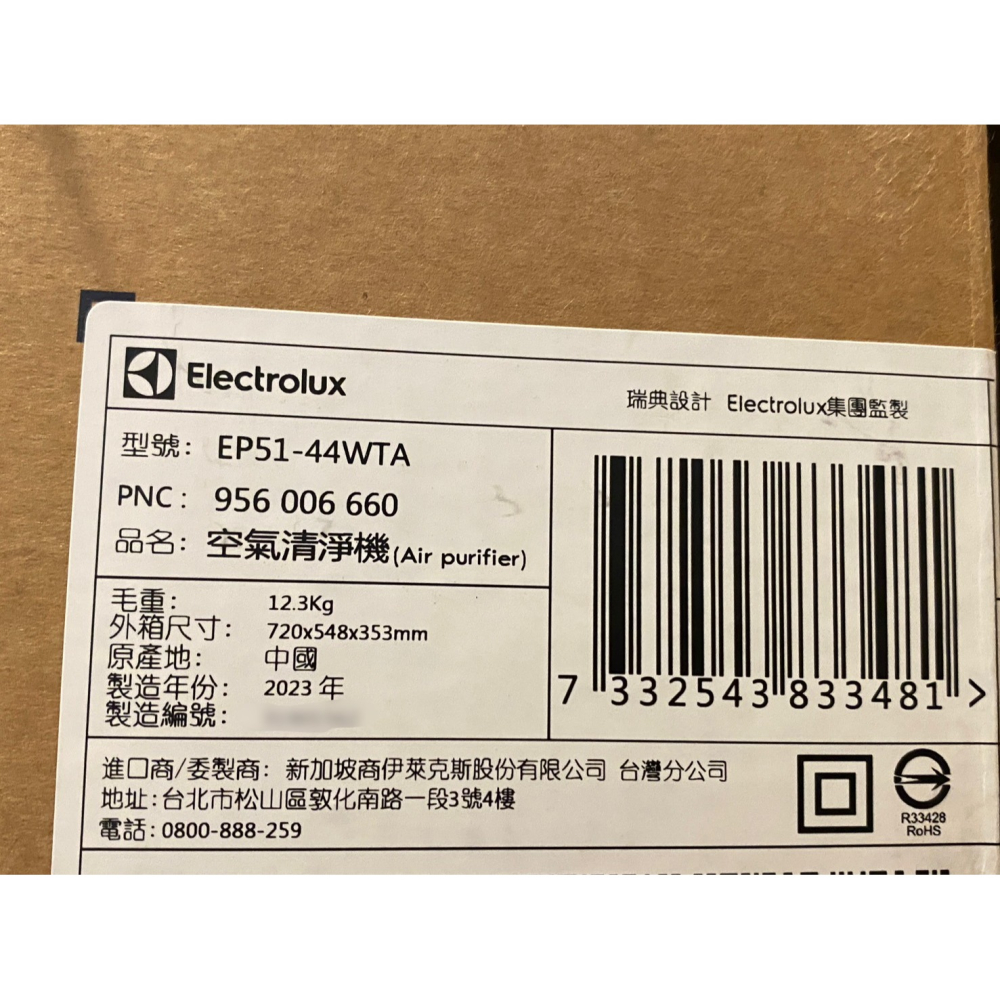 Electrolux
瑞典設計 Electrolux集團監製
型號: EP51-44WTA
PNC: 956 006 660
品名: 空氣清淨機(Air purifier)
毛重: 12.3Kg
外箱尺寸: 720x548x353mm
原產地: 中國
製造年份: 2023 年
製造編號:
7 332543 833481 >
進口商/委製商: 新加坡商伊萊克斯股份有限公司 台灣分公司
地址:台北市松山區敦化南路一段3號4樓
電話:0800-888-259
R33428
RoHS